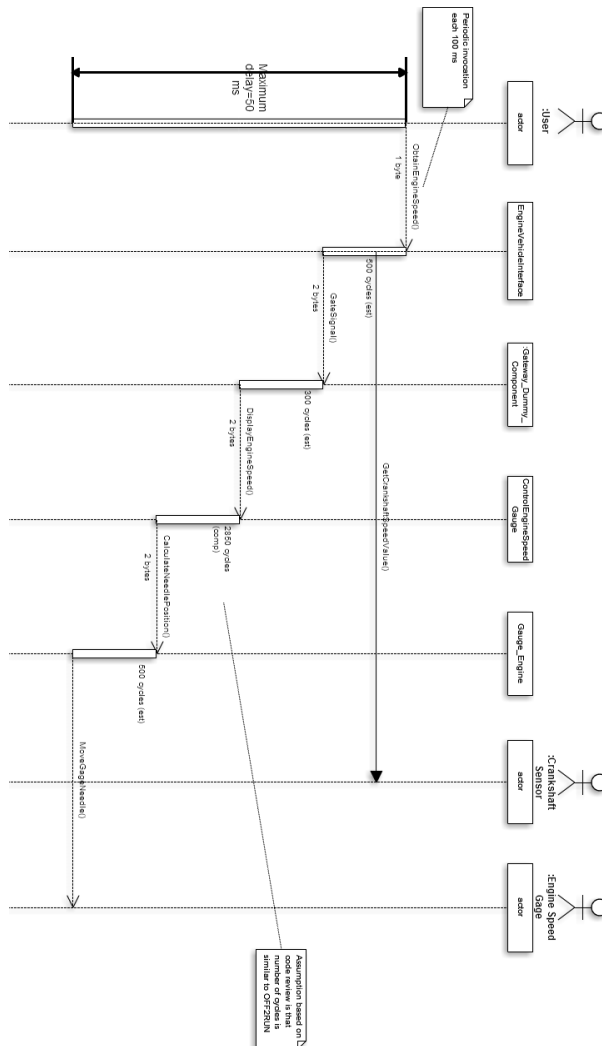 Periodic invocation
each 100 ms
:User
actor
EngineVehicleInterface
:Gateway_Dummy_
Component
ControlEngineSpeed
Gauge
Gauge_Engine
:Crankshaft
Sensor
actor
:Engine Speed
Gage
actor
Maximum
delay=50
ms
ObtainEngineSpeed()
1 byte
500 cycles (est)
GetCrankshaftSpeedValue()
GateSignal()
2 bytes
300 cycles (est)
DisplayEngineSpeed()
2 bytes
2850 cycles
(comp)
CalculateNeedlePosition()
2 bytes
500 cycles (est)
MoveGageNeedle()
Assumption based on
code review is that
number of cycles is
similar to OFF2RUN